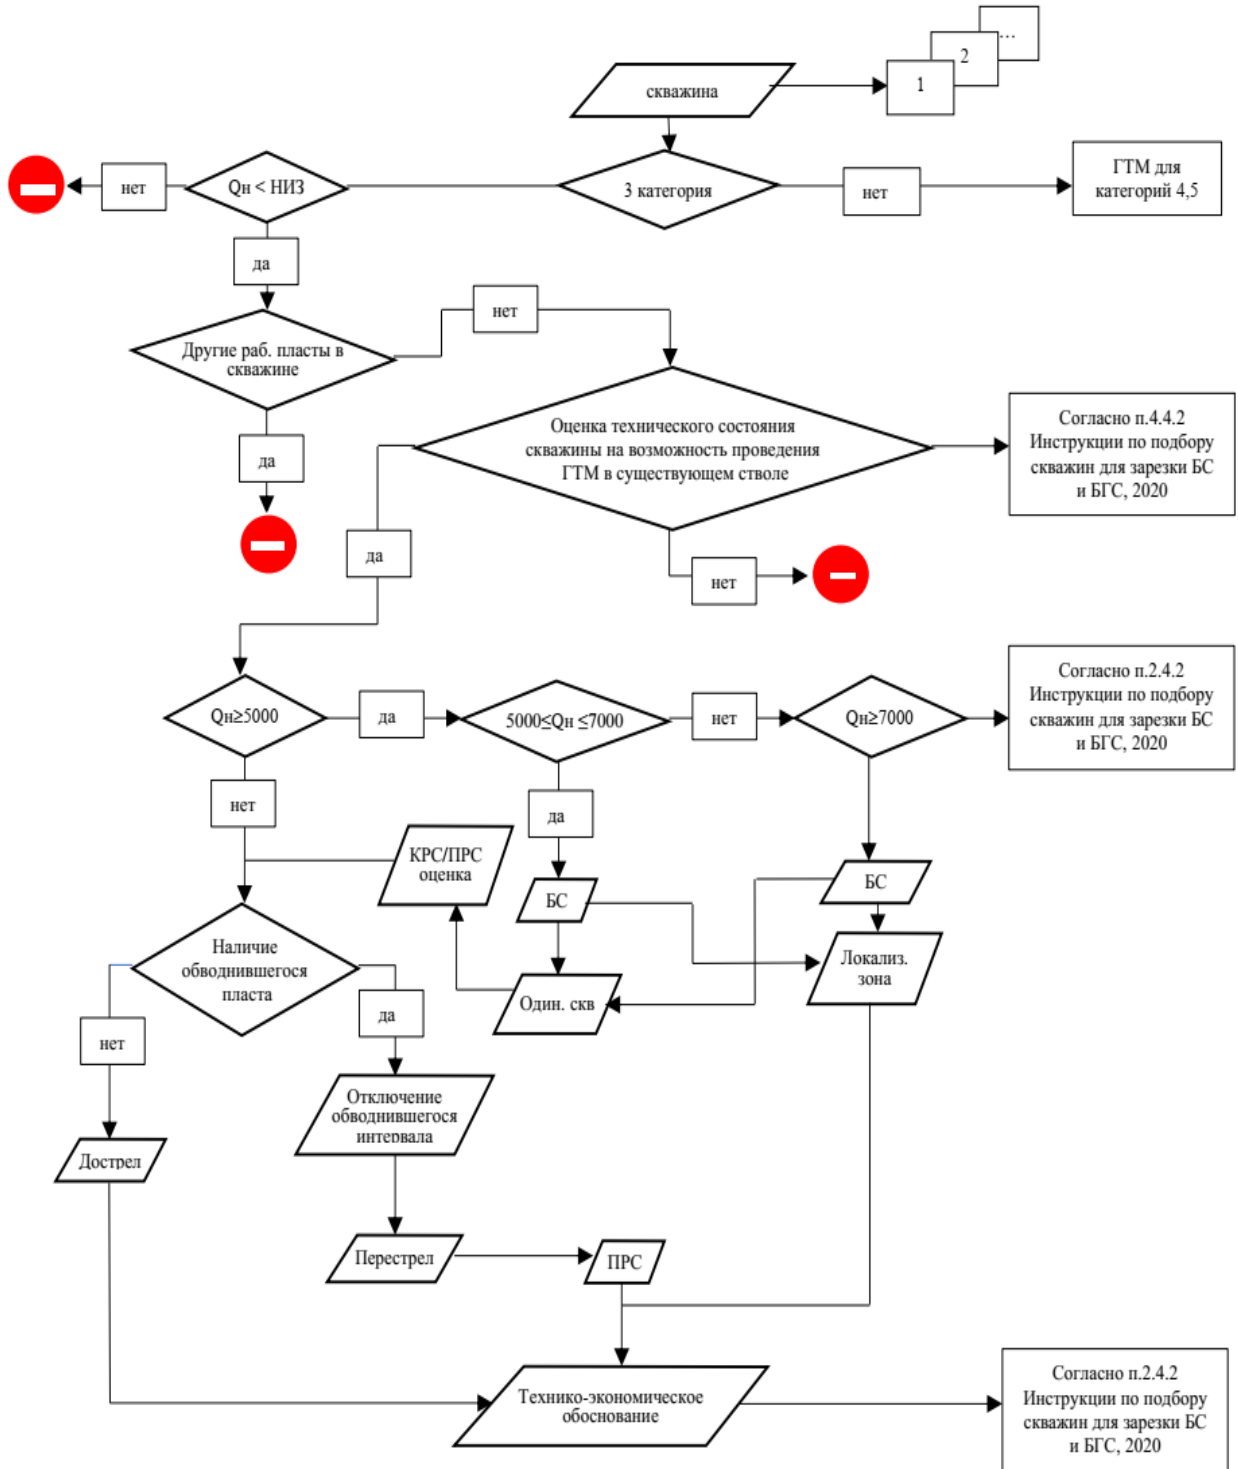 ...
2
1
скважина
3 категория
нет
ГТМ для
категорий 4,5
Qн < НИЗ
нет
да
Другие раб. пласты в
скважине
нет
да
Оценка технического состояния
скважины на возможность проведения
ГТМ в существующем стволе
Согласно п.4.4.2
Инструкции по подбору
скважин для зарезки БС
и БГС, 2020
да
нет
Qн≥5000
да
5000≤Qн ≤7000
нет
Qн≥7000
Согласно п.2.4.2
Инструкции по подбору
скважин для зарезки БС
и БГС, 2020
нет
да
КРС/ПРС
оценка
БС
БС
Наличие
обводнившегося
пласта
Локализ.
зона
Один. скв
да
нет
Отключение
обводнившегося
интервала
Дострел
Перестрел
ПРС
Технико-экономическое
обоснование
Согласно п.2.4.2
Инструкции по подбору
скважин для зарезки БС
и БГС, 2020